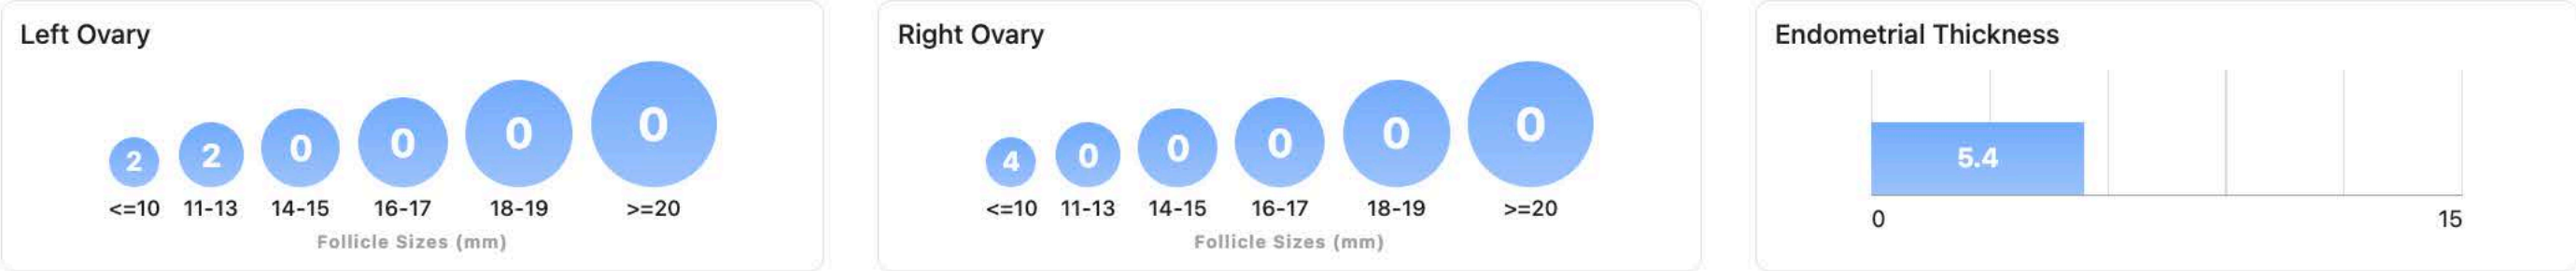 Left Ovary
2 2 0 0 0 0
<=10 11-13 14-15 16-17 18-19 >=20
Follicle Sizes (mm)
Right Ovary
4 0 0 0 0 0
<=10 11-13 14-15 16-17 18-19 >=20
Follicle Sizes (mm)
Endometrial Thickness
5.4
0 15